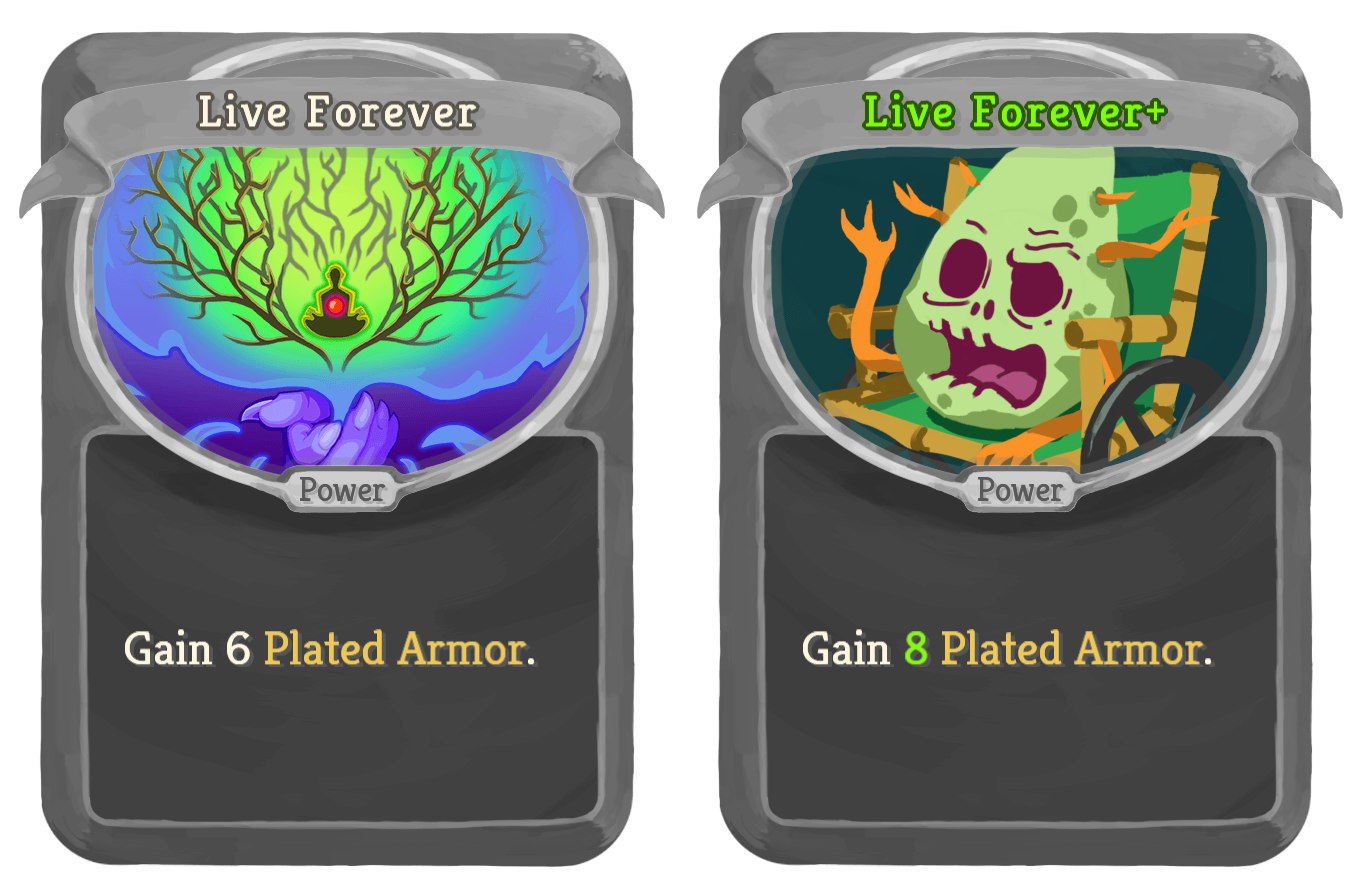 Live Forever
Power
Gain 6 Plated Armor.
Live Forever+
Power
Gain 8 Plated Armor.